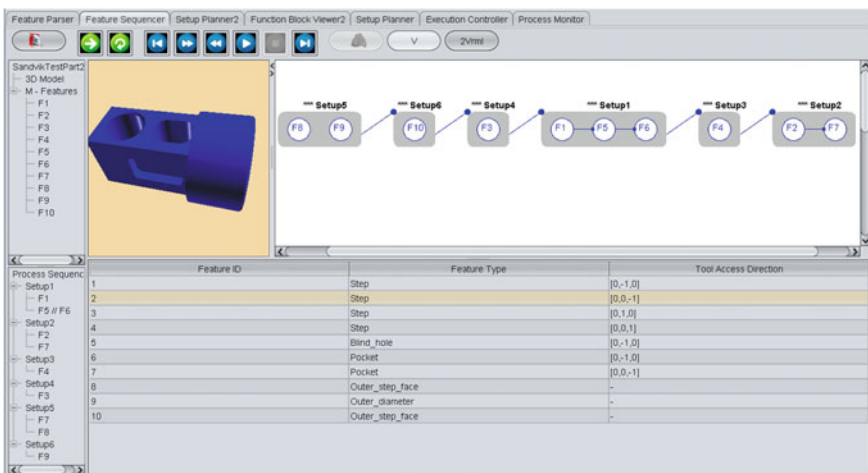 Feature Parser Feature Sequencer Setup Planner2 Function Block Viewer2 Setup Planner Execution Controller Process Monitor
V 2Vrml
SandvikTestPart2
3D Model
M - Features
F1
F2
F3
F4
F5
F6
F7
F8
F9
F10
*** Setup5 *** Setup6 *** Setup4 *** Setup1 *** Setup3 *** Setup2
F8 F9 F10 F3 F1 F5 F6 F4 F2 F7
Process Sequenc
Setup1
F1
F5 // F6
Setup2
F2
F7
Setup3
F4
Setup4
F3
Setup5
F7
F8
Setup6
F9
Feature ID Feature Type Tool Access Direction
1 Step [0,-1,0]
2 Step [0,0,-1]
3 Step [0,1,0]
4 Step [0,0,1]
5 Blind_hole [0,-1,0]
6 Pocket [0,-1,0]
7 Pocket [0,0,-1]
8 Outer_step_face -
9 Outer_diameter -
10 Outer_step_face -